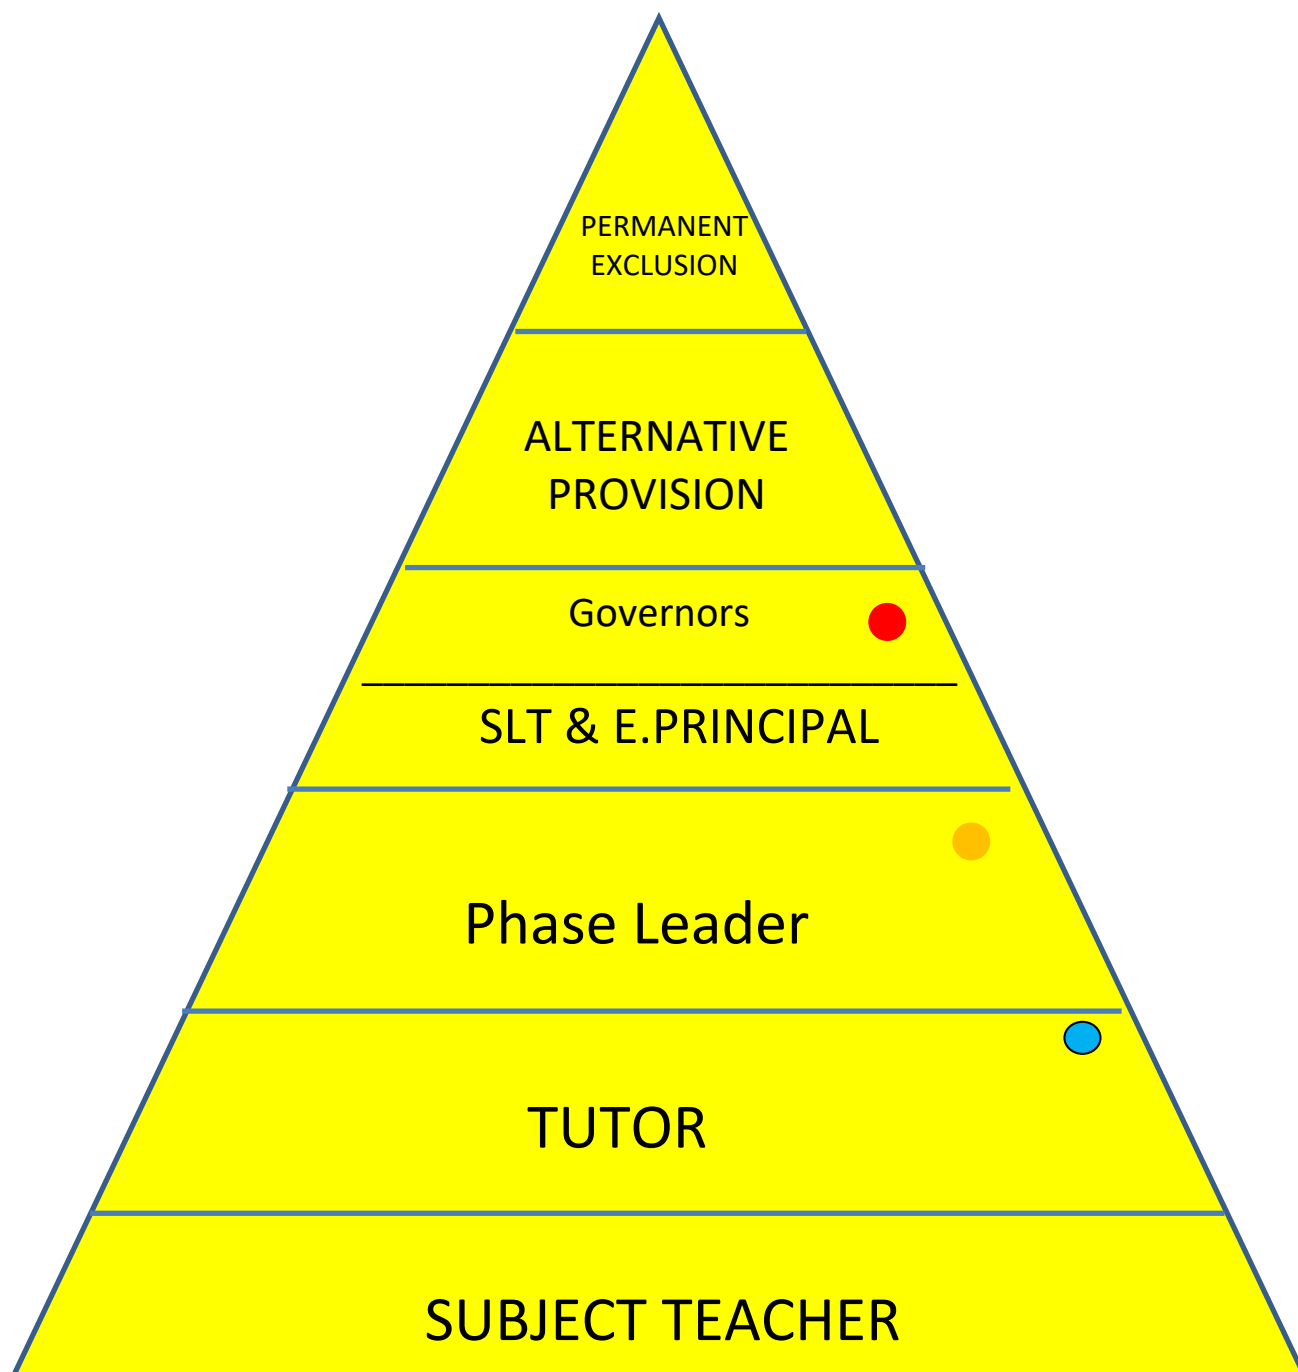 PERMANENT
EXCLUSION
ALTERNATIVE
PROVISION
Governors
SLT & E.PRINCIPAL
Phase Leader
TUTOR
SUBJECT TEACHER